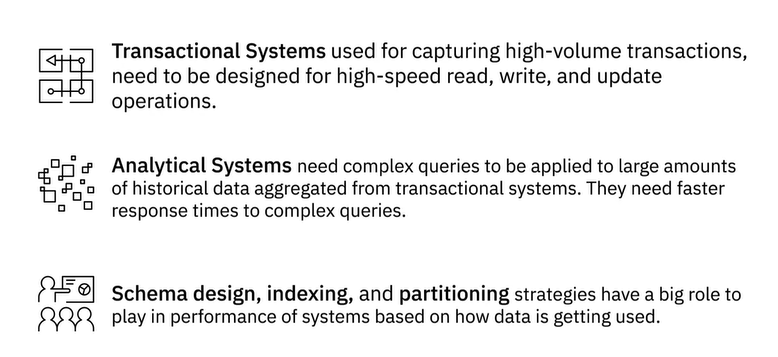 Transactional Systems used for capturing high-volume transactions,
need to be designed for high-speed read, write, and update
operations.
Analytical Systems need complex queries to be applied to large amounts
of historical data aggregated from transactional systems. They need faster
response times to complex queries.
Schema design, indexing, and partitioning strategies have a big role to
play in performance of systems based on how data is getting used.